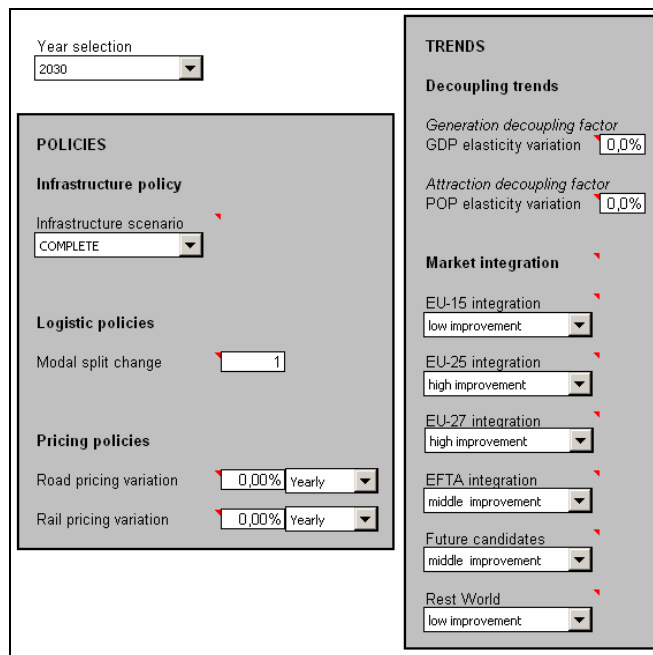 Year selection
2030
POLICIES
Infrastructure policy
Infrastructure scenario
COMPLETE
Logistic policies
Modal split change 1
Pricing policies
Road pricing variation 0,00% Yearly
Rail pricing variation 0,00% Yearly
TRENDS
Decoupling trends
Generation decoupling factor
GDP elasticity variation 0,0%
Attraction decoupling factor
POP elasticity variation 0,0%
Market integration
EU-15 integration
low improvement
EU-25 integration
high improvement
EU-27 integration
high improvement
EFTA integration
middle improvement
Future candidates
middle improvement
Rest World
low improvement